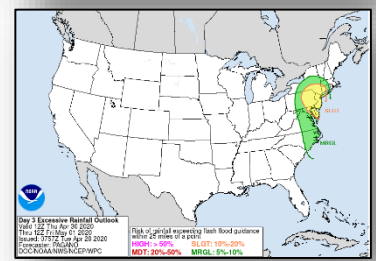 SLGT
MRGL
NOAA
Day 3 Excessive Rainfall Outlook
Valid 12Z Thu Apr 30 2020
Thru 12Z Fri May 01 2020
Issued: 0757Z Tue Apr 28 2020
Forecaster: PAGANO
DOC/NOAA/NWS/NCEP/WPC
Risk of rainfall exceeding flash flood guidance
within 25 miles of a point
HIGH: > 50% SLGT: 10%-20%
MDT: 20%-50% MRGL: 5%-10%